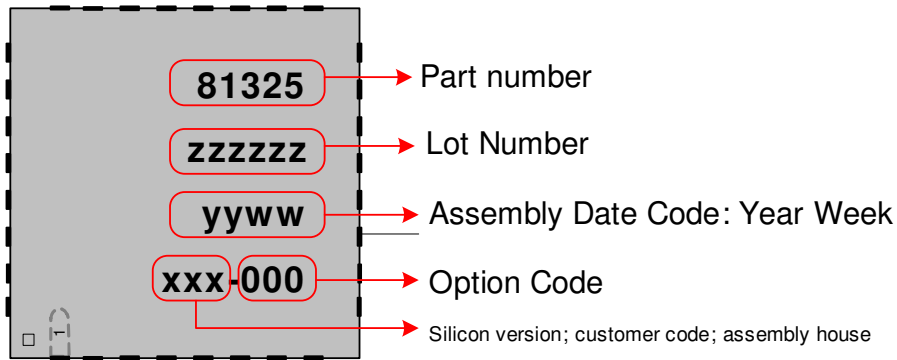 81325
Part number
zzzzzz
Lot Number
yyww
Assembly Date Code: Year Week
xxx-000
Option Code
1
Silicon version; customer code; assembly house